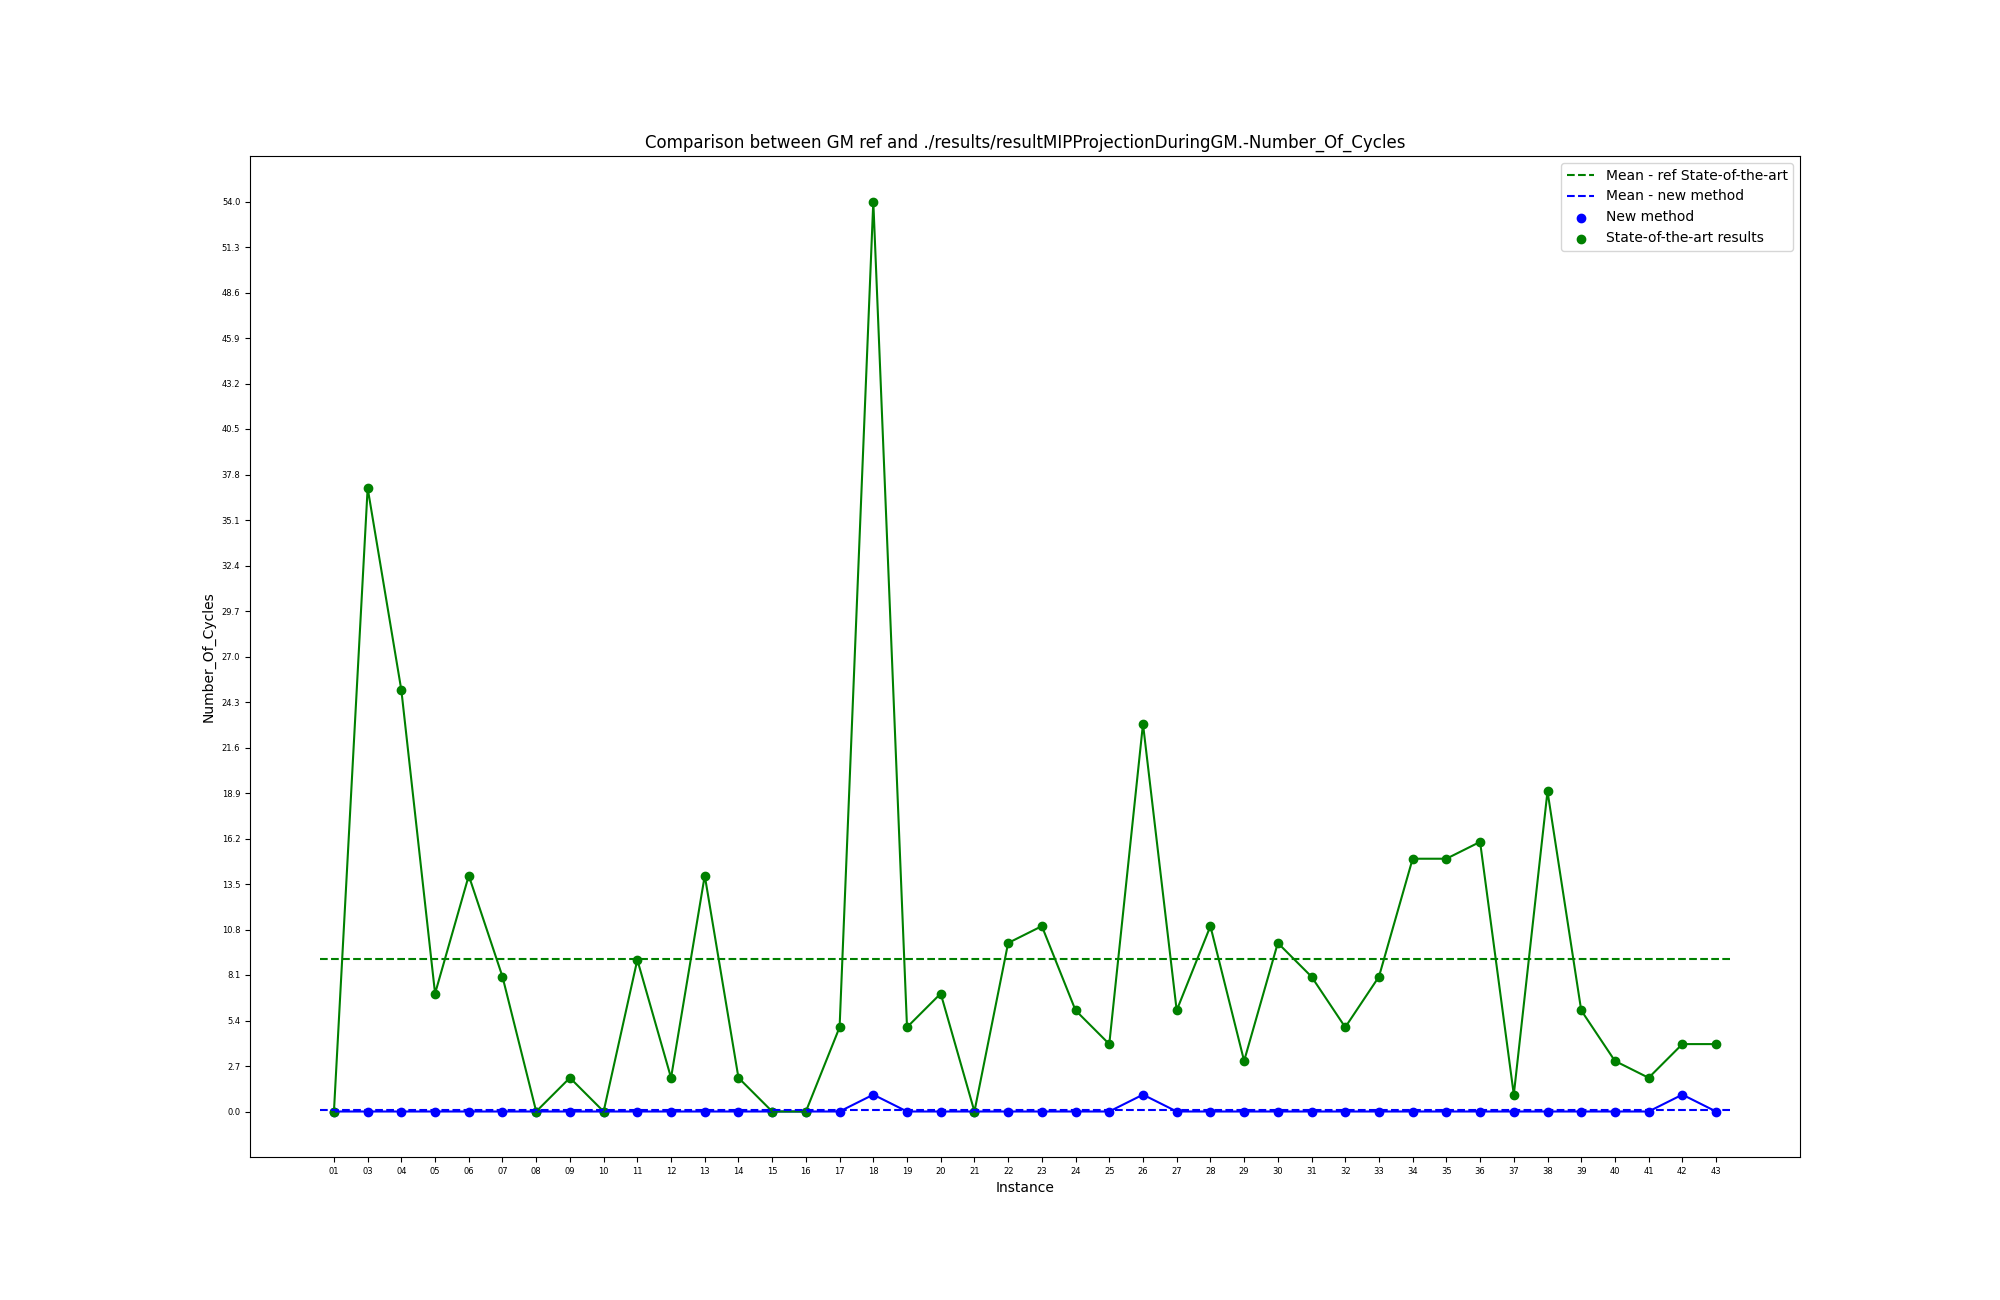 Comparison between GM ref and ./results/resultMIPProjectionDuringGM.-Number_Of_Cycles
Mean - ref State-of-the-art
Mean - new method
New method
State-of-the-art results
54.0
51.3
48.6
45.9
43.2
40.5
37.8
35.1
32.4
29.7
27.0
24.3
21.6
18.9
16.2
13.5
10.8
8.1
5.4
2.7
0.0
Number_Of_Cycles
01 03 04 05 06 07 08 09 10 11 12 13 14 15 16 17 18 19 20 21 22 23 24 25 26 27 28 29 30 31 32 33 34 35 36 37 38 39 40 41 42 43
Instance